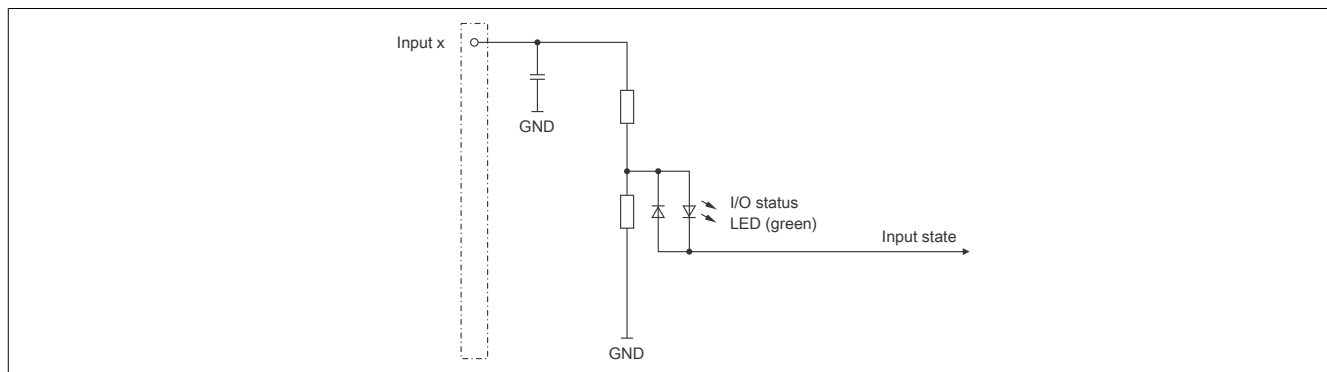 Input x
GND
I/O status
LED (green)
Input state
GND